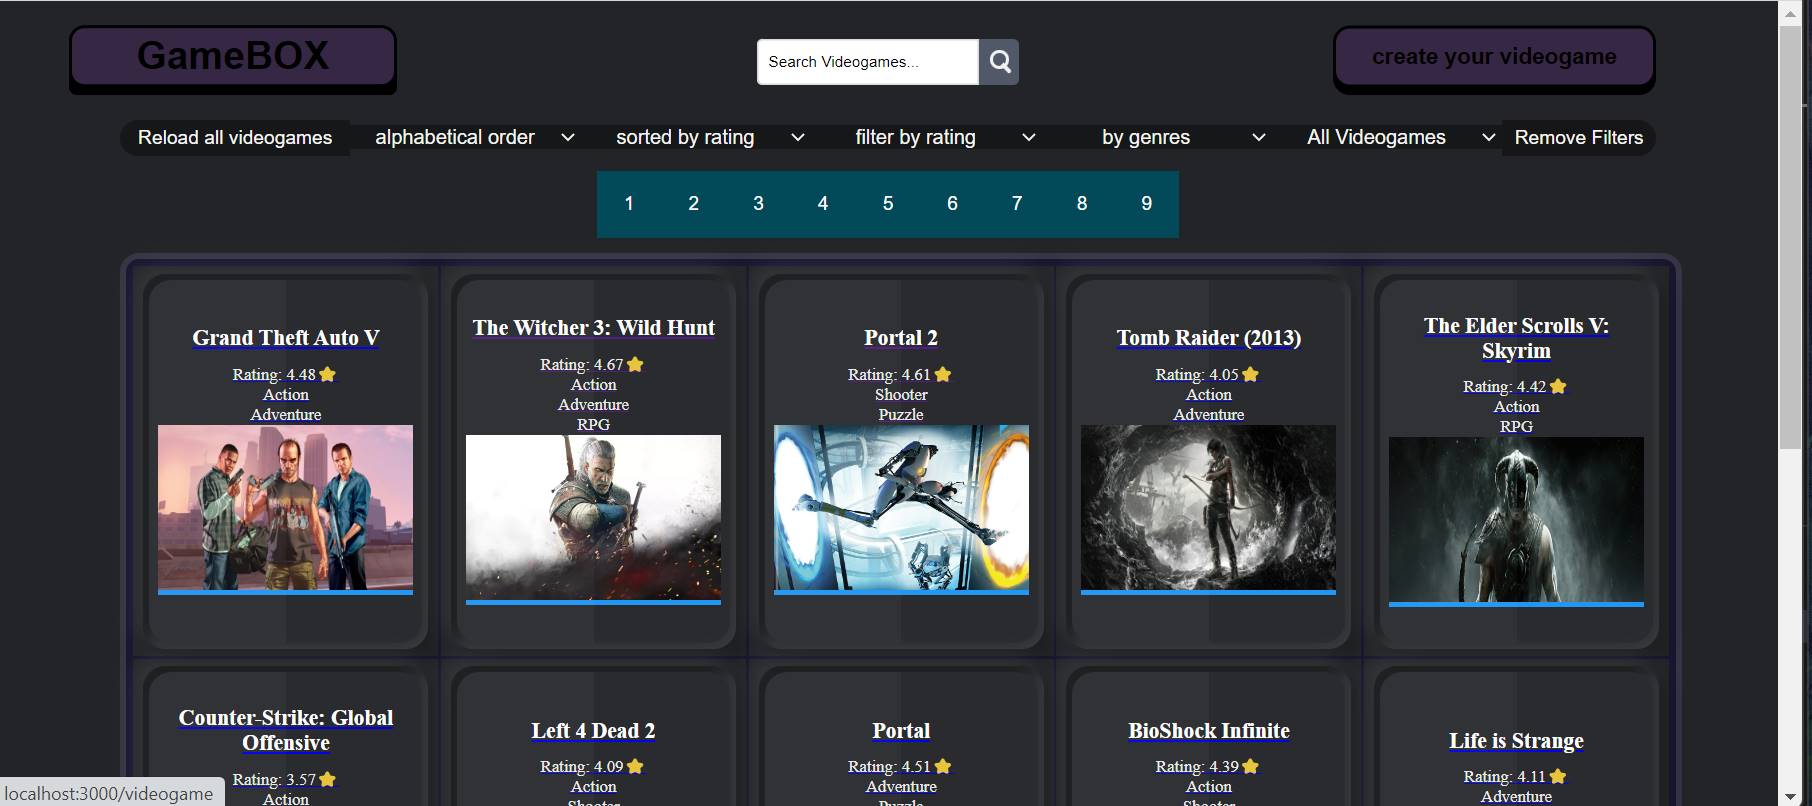 GameBOX
Search Videogames...
create your videogame
Reload all videogames
alphabetical order
sorted by rating
filter by rating
by genres
All Videogames
Remove Filters
1 2 3 4 5 6 7 8 9
Grand Theft Auto V
Rating: 4.48
Action
Adventure
The Witcher 3: Wild Hunt
Rating: 4.67
Action
Adventure
RPG
Portal 2
Rating: 4.61
Shooter
Puzzle
Tomb Raider (2013)
Rating: 4.05
Action
Adventure
The Elder Scrolls V:
Skyrim
Rating: 4.42
Action
RPG
Counter-Strike: Global
Offensive
Rating: 3.57
Action
Left 4 Dead 2
Rating: 4.09
Action
Shooter
Portal
Rating: 4.51
Adventure
Puzzle
BioShock Infinite
Rating: 4.39
Action
Shooter
Life is Strange
Rating: 4.11
Adventure
localhost:3000/videogame